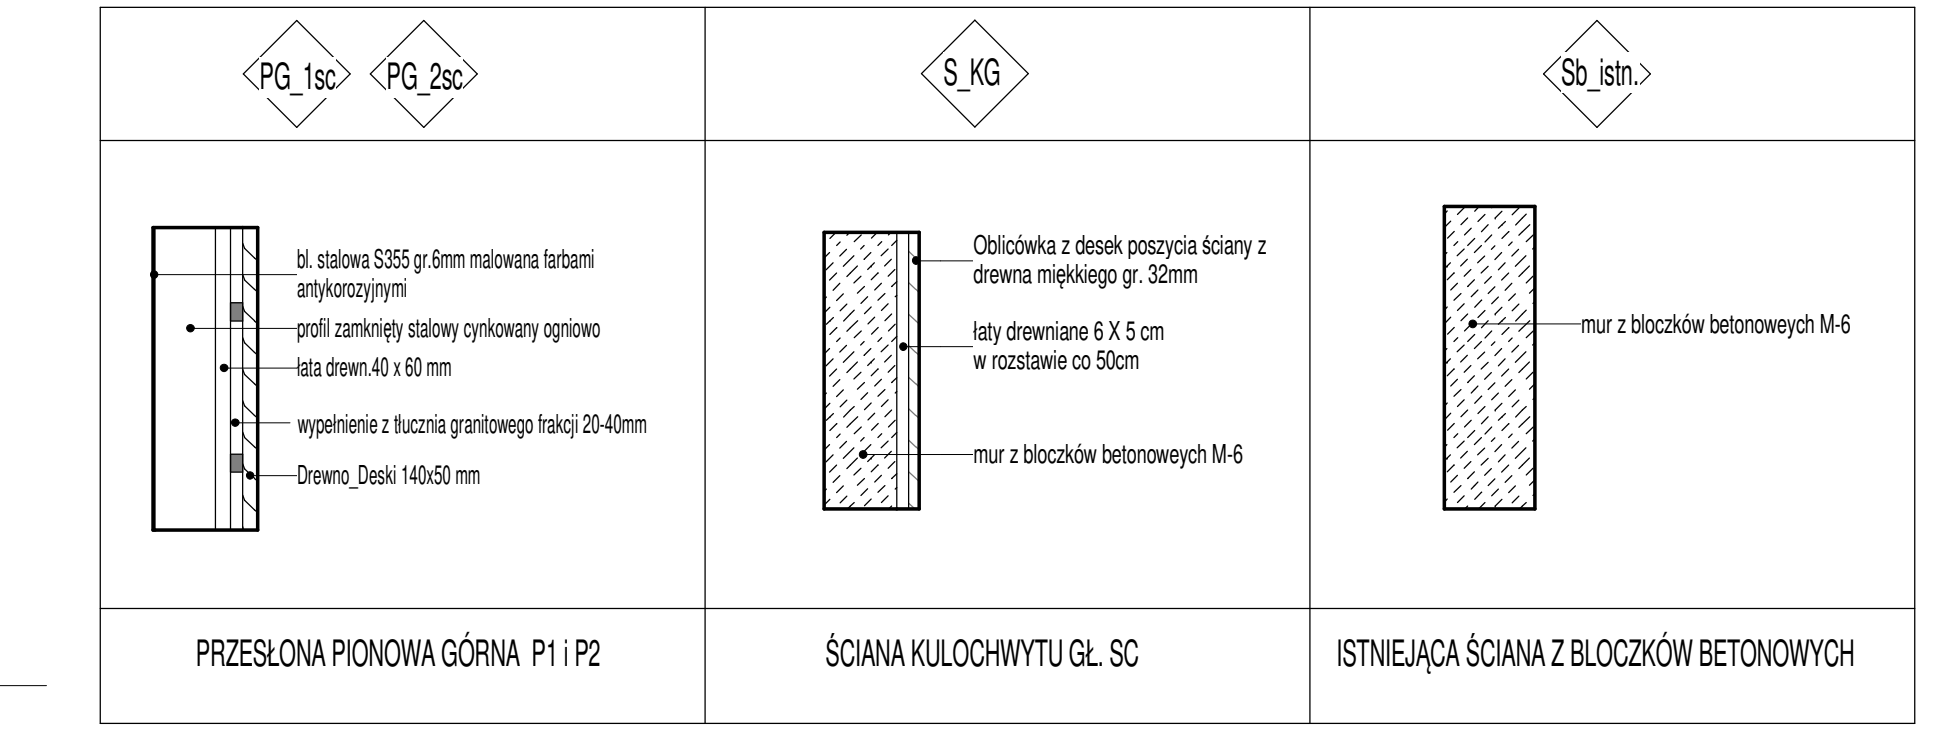 PG_1sc PG_2sc
S_KG
Sb_istn.
bl. stalowa S355 gr.6mm malowana farbami
antykorozyjnymi
profil zamknięty stalowy cynkowany ogniowo
łata drewn.40 x 60 mm
wypełnienie z tłucznia granitowego frakcji 20-40mm
Drewno_Deski 140x50 mm
Oblicówka z desek poszycia ściany z
drewna miękkiego gr. 32mm
łaty drewniane 6 X 5 cm
w rozstawie co 50cm
mur z bloczków betonoweych M-6
mur z bloczków betonoweych M-6
PRZESŁONA PIONOWA GÓRNA P1 i P2
ŚCIANA KULOCHWYTU GŁ. SC
ISTNIEJĄCA ŚCIANA Z BLOCZKÓW BETONOWYCH